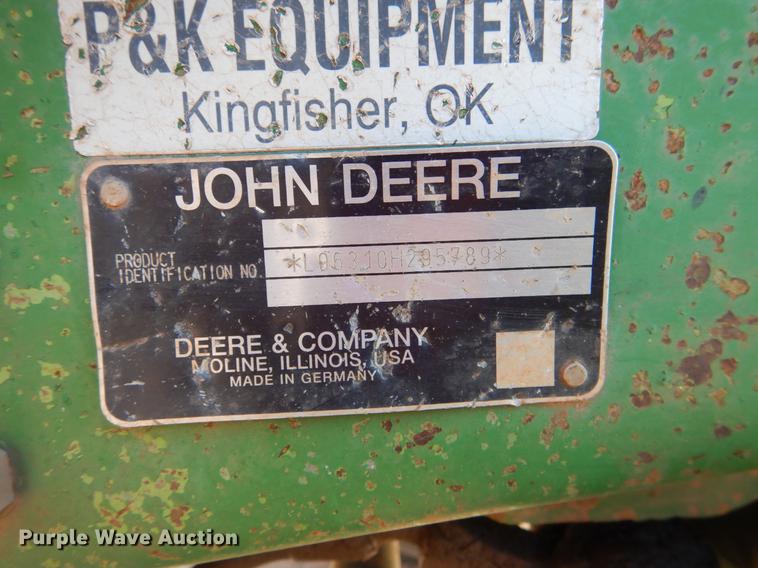 P&K EQUIPMENT
Kingfisher, OK
JOHN DEERE
PRODUCT
IDENTIFICATION NO.
*L06310H295789*
DEERE & COMPANY
MOLINE, ILLINOIS, USA
MADE IN GERMANY
Purple Wave Auction